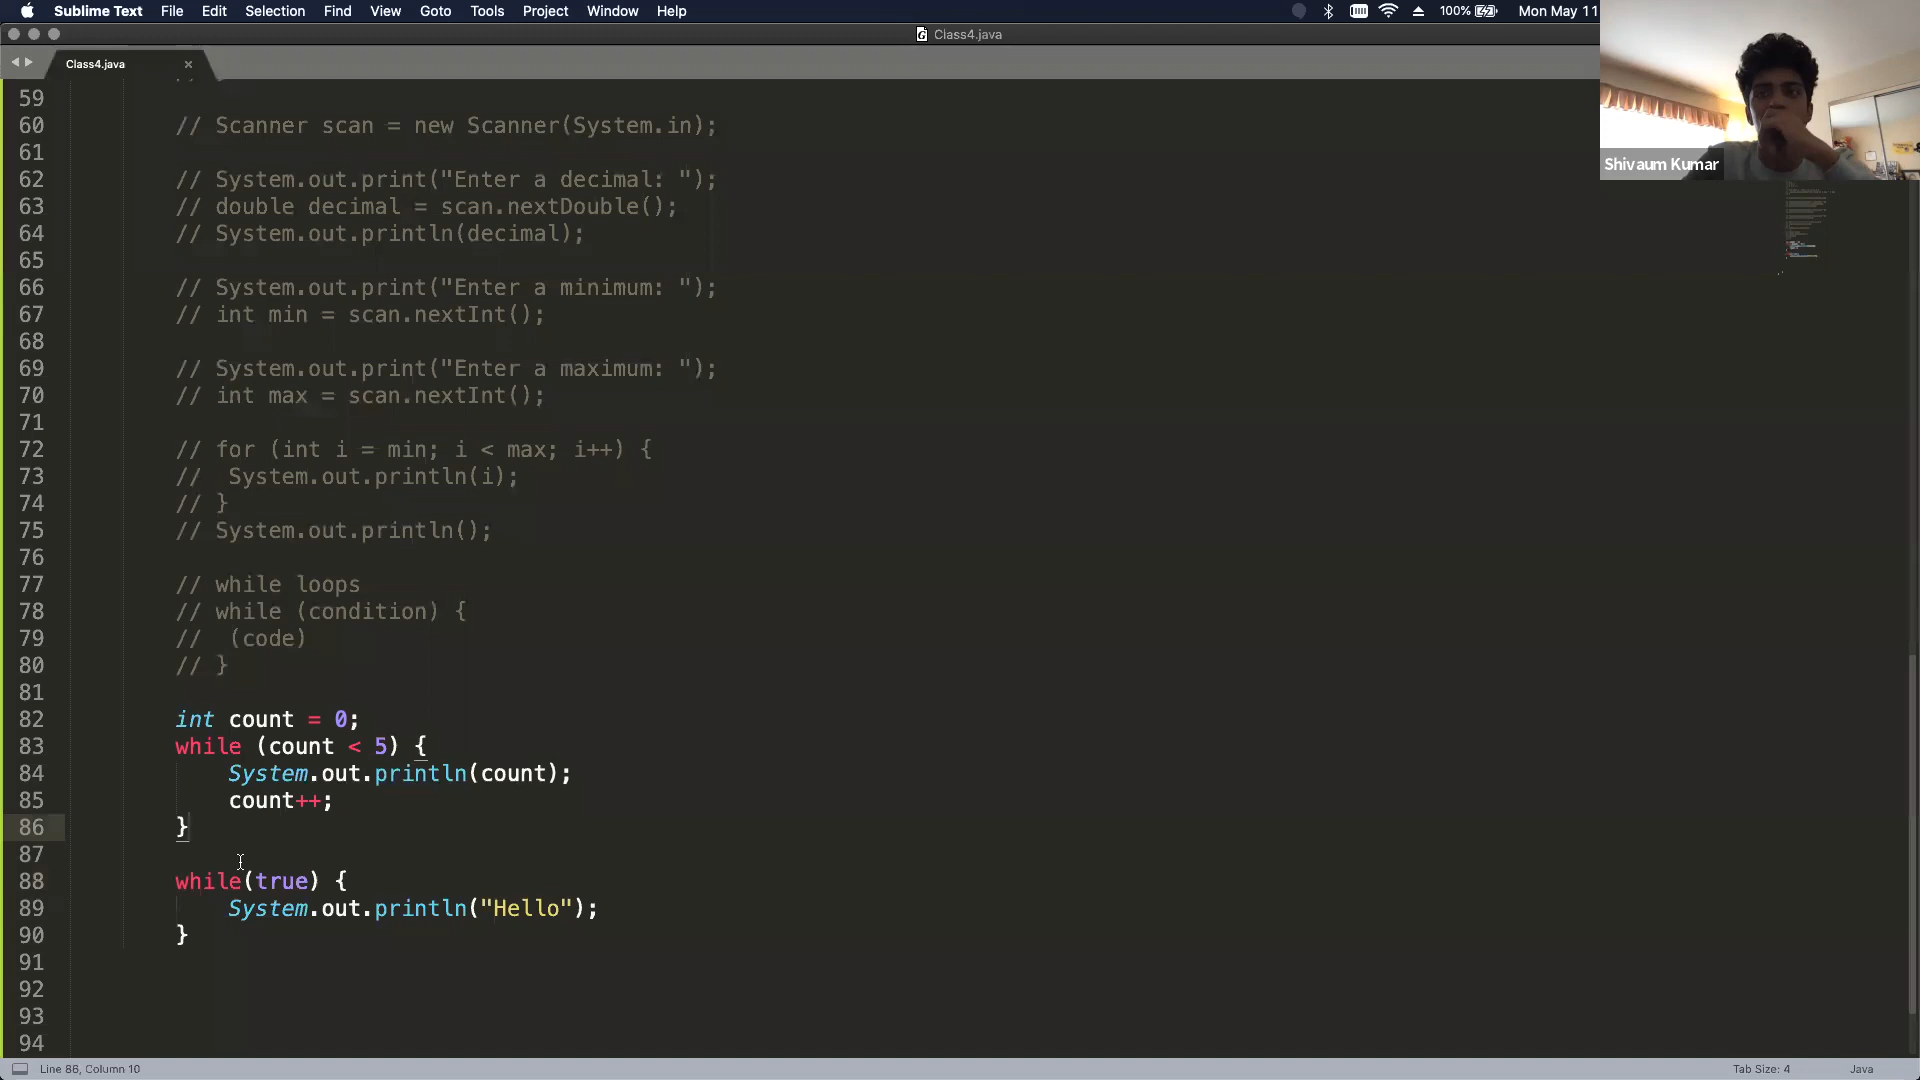 Sublime Text File Edit Selection Find View Goto Tools Project Window Help 100% Mon May 11
Class4.java
Class4.java
Shivaum Kumar
59
60 // Scanner scan = new Scanner(System.in);
61
62 // System.out.print("Enter a decimal: ");
63 // double decimal = scan.nextDouble();
64 // System.out.println(decimal);
65
66 // System.out.print("Enter a minimum: ");
67 // int min = scan.nextInt();
68
69 // System.out.print("Enter a maximum: ");
70 // int max = scan.nextInt();
71
72 // for (int i = min; i < max; i++) {
73 //  System.out.println(i);
74 // }
75 // System.out.println();
76
77 // while loops
78 // while (condition) {
79 //  (code)
80 // }
81
82 int count = 0;
83 while (count < 5) {
84     System.out.println(count);
85     count++;
86 }
87
88 while(true) {
89     System.out.println("Hello");
90 }
91
92
93
94
Line 86, Column 10 Tab Size: 4 Java